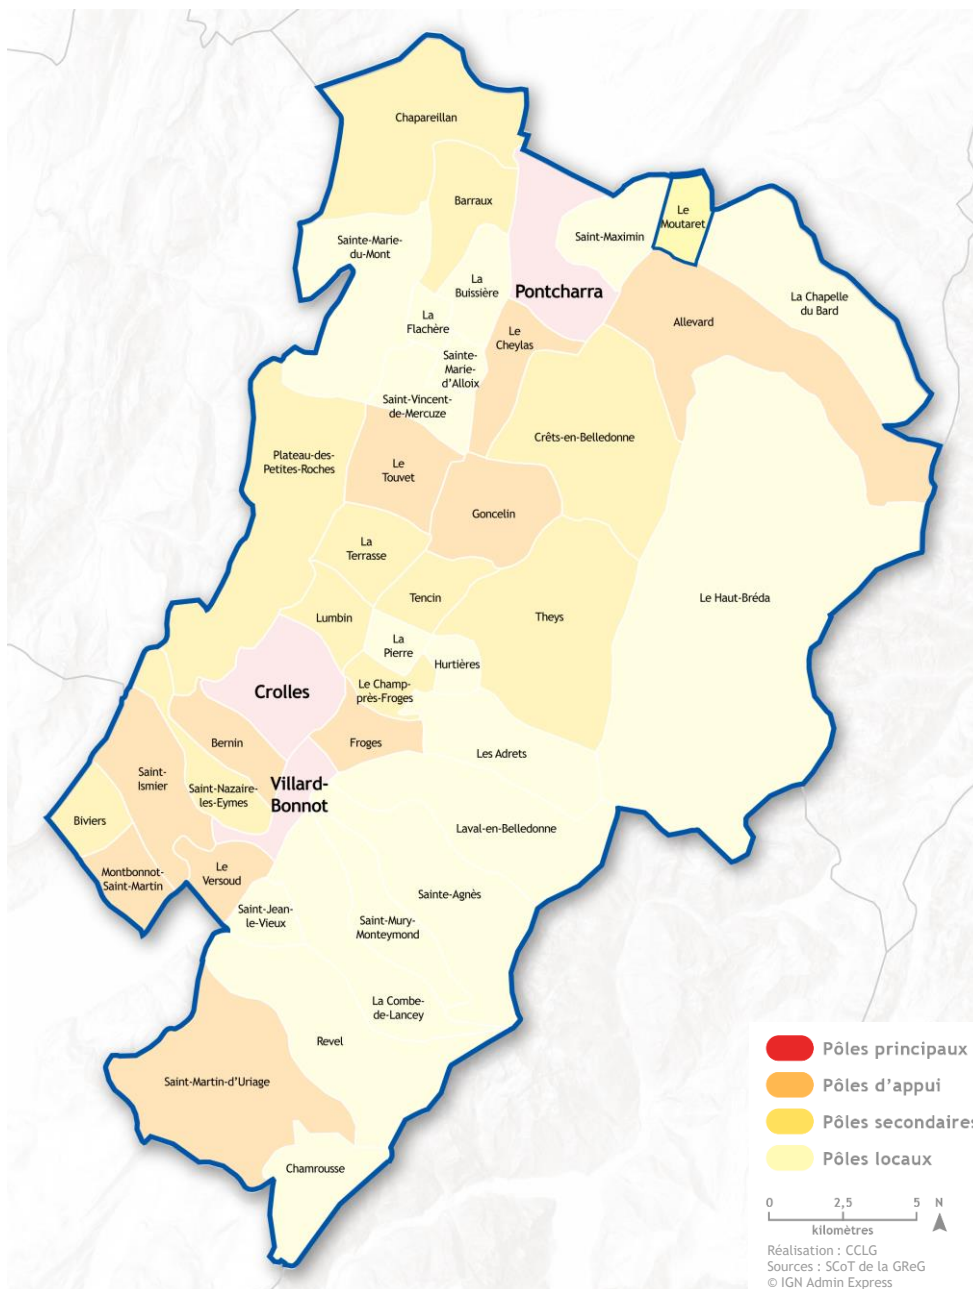 Chapareillan
Barraux
Le
Moutaret
Sainte-Marie-
du-Mont
Saint-Maximin
La
Buissière
Pontcharra
La Chapelle
du Bard
La
Flachère
Allevard
Le
Cheylas
Sainte-
Marie-
d'Alloix
Saint-Vincent-
de-Mercuze
Crêts-en-Belledonne
Plateau-des-
Petites-Roches
Le
Touvet
Goncelin
La
Terrasse
Tencin
Le Haut-Bréda
Lumbin
Theys
La
Pierre
Hurtières
Crolles
Le Champ-
près-Froges
Bernin
Froges
Les Adrets
Saint-
Ismier
Saint-Nazaire-
les-Eymes
Villard-
Bonnot
Biviers
Laval-en-Belledonne
Montbonnot-
Saint-Martin
Le
Versoud
Sainte-Agnès
Saint-Jean-
le-Vieux
Saint-Mury-
Monteymond
La Combe-
de-Lancey
Revel
Saint-Martin-d'Uriage
Chamrousse
Pôles principaux
Pôles d'appui
Pôles secondaires
Pôles locaux
0 2,5 5 N
kilomètres
Réalisation : CCLG
Sources : SCoT de la GReG
© IGN Admin Express